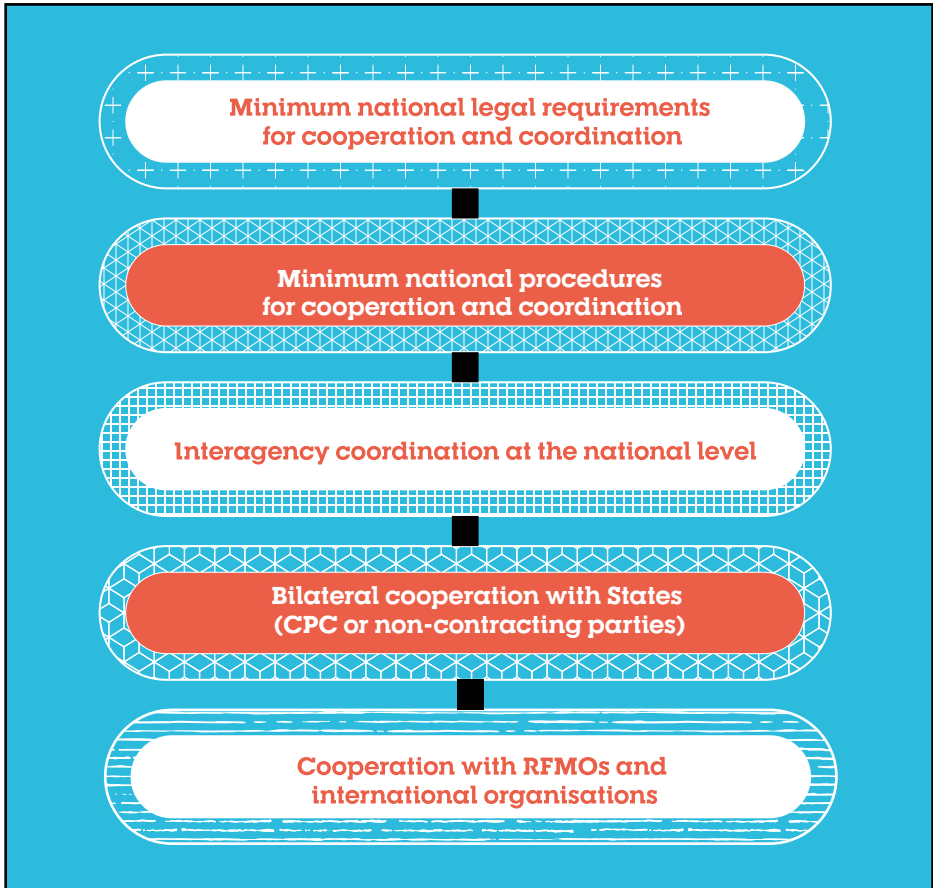 Minimum national legal requirements
for cooperation and coordination
Minimum national procedures
for cooperation and coordination
Interagency coordination at the national level
Bilateral cooperation with States
(CPC or non-contracting parties)
Cooperation with RFMOs and
international organisations